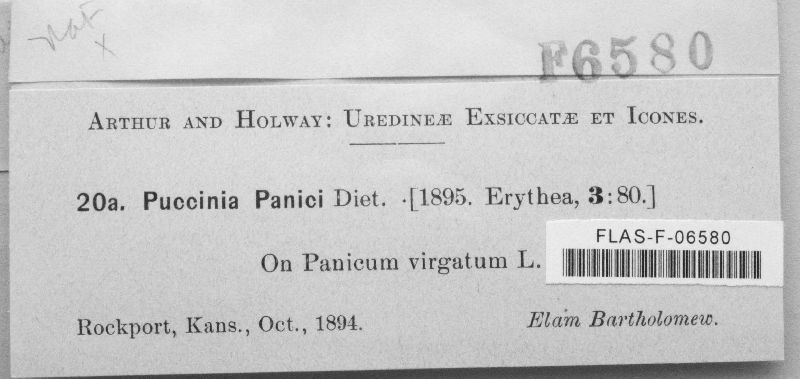 F6580
ARTHUR AND HOLWAY: UREDINEÆ EXSICCATÆ ET ICONES.
20a. Puccinia Panici Diet. [1895. Erythea, 3:80.]
FLAS-F-06580
On Panicum virgatum L.
Rockport, Kans., Oct., 1894.
Elam Bartholomew.